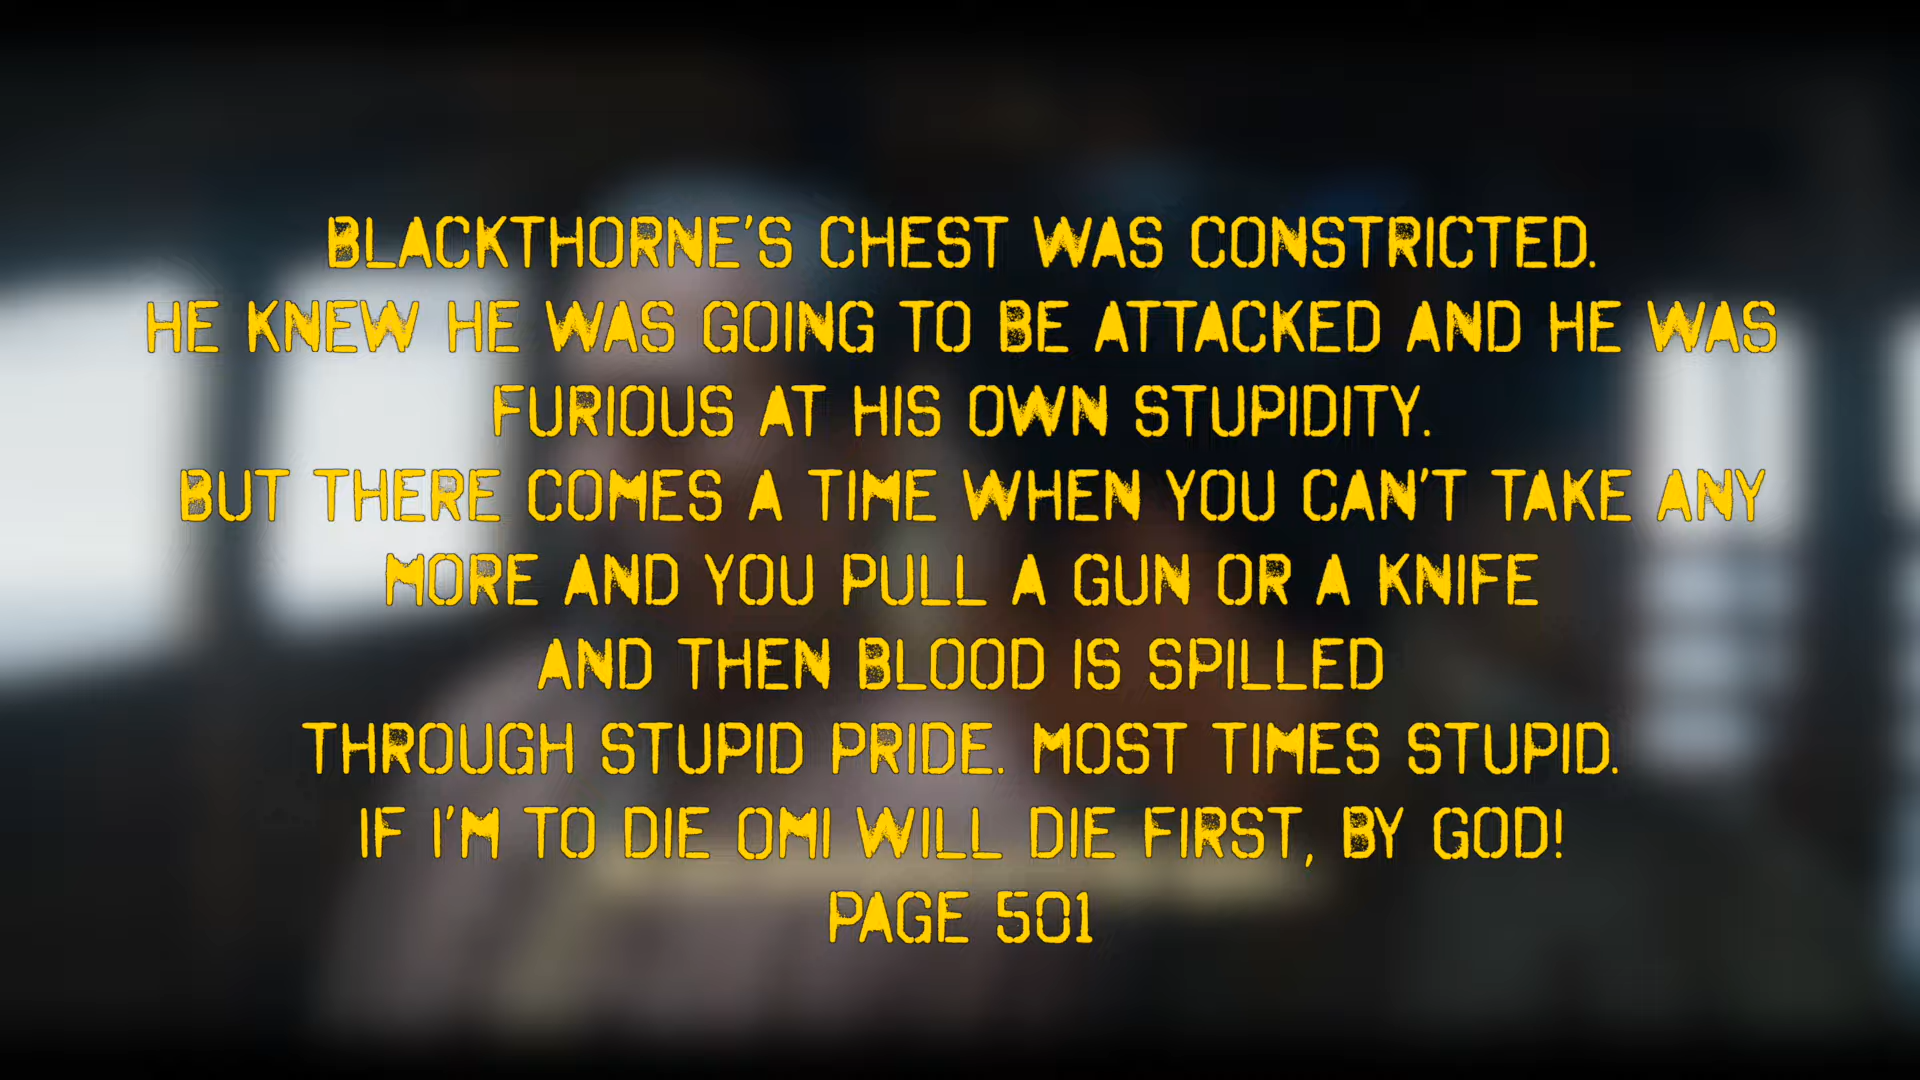 BLACKTHORNE'S CHEST WAS CONSTRICTED.
HE KNEW HE WAS GOING TO BE ATTACKED AND HE WAS
FURIOUS AT HIS OWN STUPIDITY.
BUT THERE COMES A TIME WHEN YOU CAN'T TAKE ANY
MORE AND YOU PULL A GUN OR A KNIFE
AND THEN BLOOD IS SPILLED
THROUGH STUPID PRIDE. MOST TIMES STUPID.
IF I'M TO DIE OMI WILL DIE FIRST, BY GOD!
PAGE 501